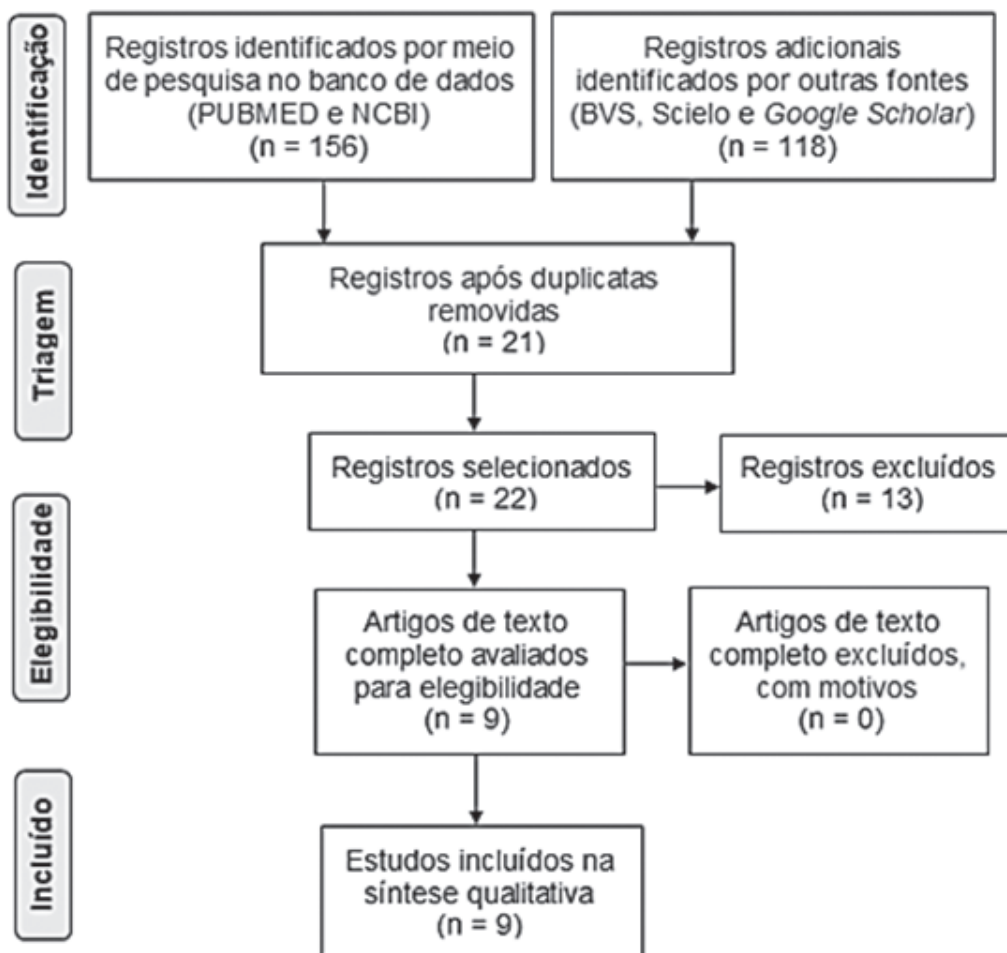 Identificação
Registros identificados por meio
de pesquisa no banco de dados
(PUBMED e NCBI)
(n = 156)
Registros adicionais
identificados por outras fontes
(BVS, Scielo e Google Scholar)
(n = 118)
Triagem
Registros após duplicatas
removidas
(n = 21)
Registros selecionados
(n = 22)
Registros excluídos
(n = 13)
Elegibilidade
Artigos de texto
completo avaliados
para elegibilidade
(n = 9)
Artigos de texto
completo excluídos,
com motivos
(n = 0)
Incluído
Estudos incluídos na
síntese qualitativa
(n = 9)